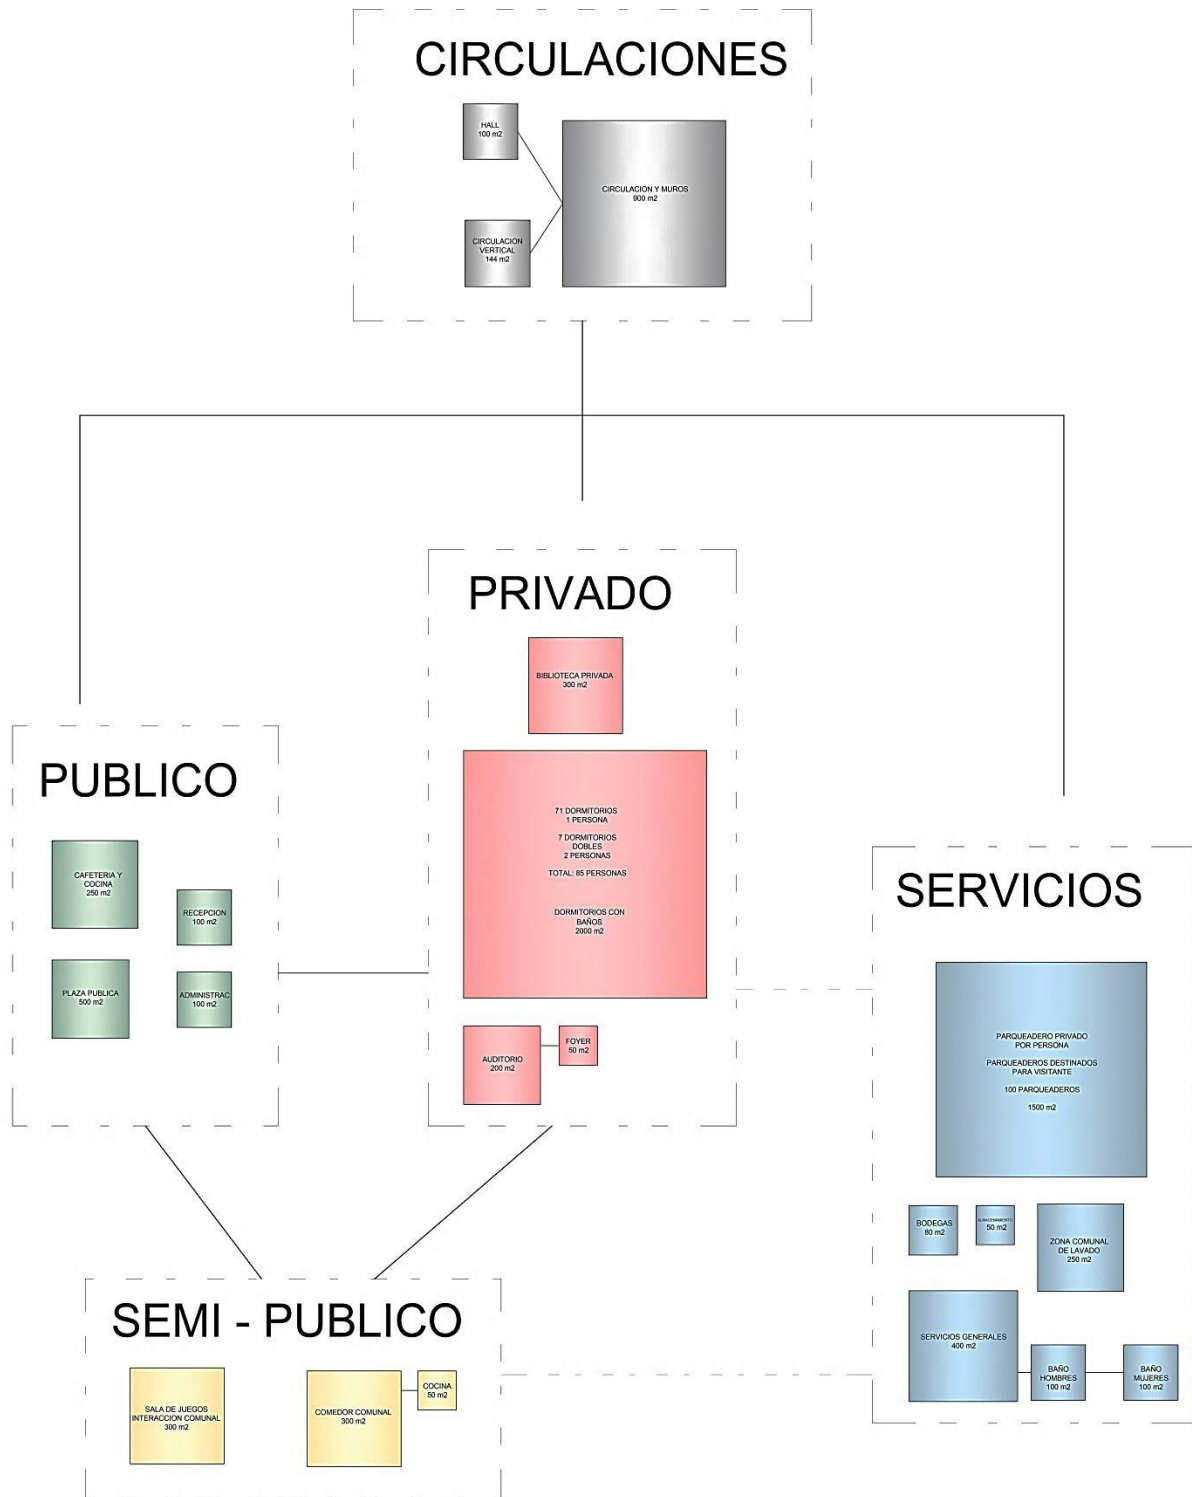 CIRCULACIONES
HALL
100 m2
CIRCULACION Y MUROS
900 m2
CIRCULACION
VERTICAL
144 m2
PRIVADO
BIBLIOTECA PRIVADA
300 m2
71 DORMITORIOS
1 PERSONA
7 DORMITORIOS
DOBLES
2 PERSONAS
TOTAL: 85 PERSONAS
DORMITORIOS CON
BAÑOS
2000 m2
AUDITORIO
200 m2
FOYER
50 m2
PUBLICO
CAFETERIA Y
COCINA
250 m2
RECEPCION
100 m2
PLAZA PUBLICA
500 m2
ADMINISTRAC
100 m2
SERVICIOS
PARQUEADERO PRIVADO
POR PERSONA
PARQUEADEROS DESTINADOS
PARA VISITANTE
100 PARQUEADEROS
1500 m2
BODEGAS
80 m2
ALMACENAMIENTO
50 m2
ZONA COMUNAL
DE LAVADO
250 m2
SERVICIOS GENERALES
400 m2
BAÑO
HOMBRES
100 m2
BAÑO
MUJERES
100 m2
SEMI - PUBLICO
SALA DE JUEGOS
INTERACCION COMUNAL
300 m2
COMEDOR COMUNAL
300 m2
COCINA
50 m2